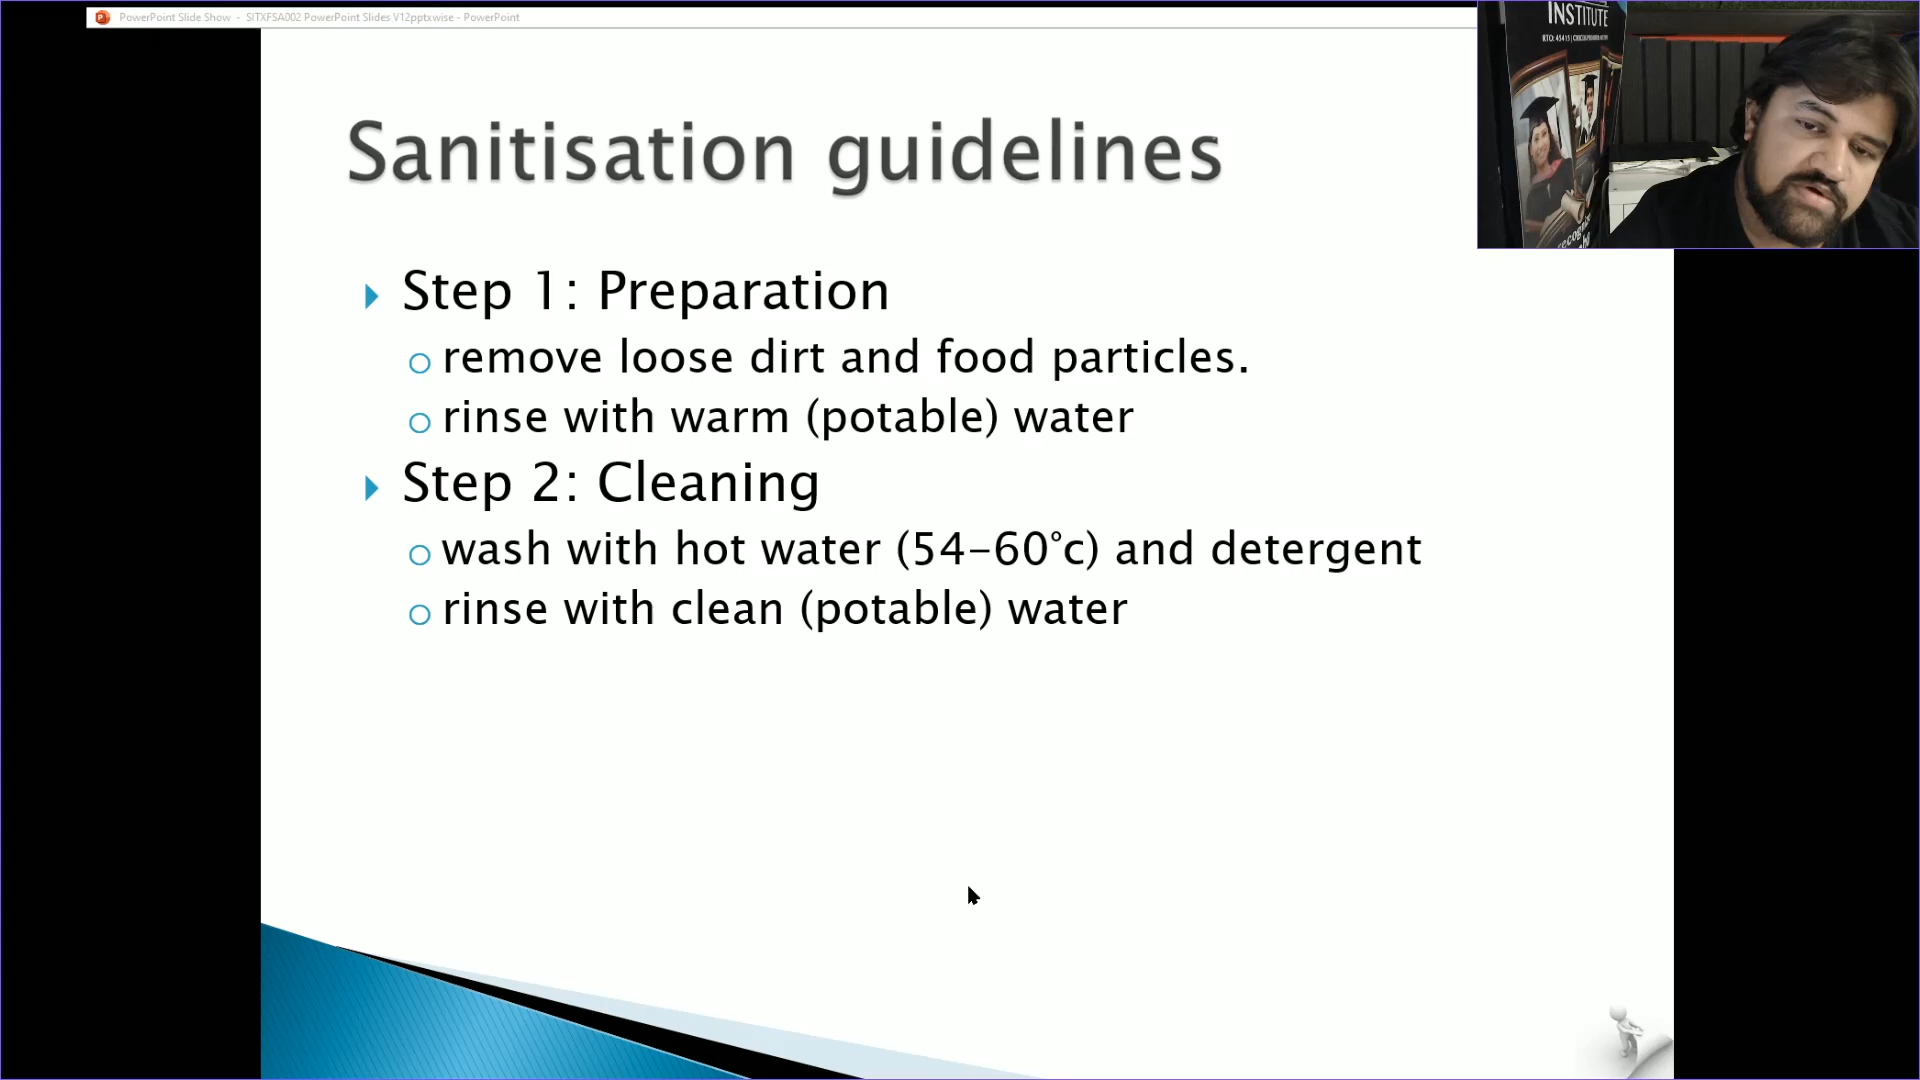 PowerPoint Slide Show - SITXFSA002 PowerPoint Slides V12pptxwise - PowerPoint
INSTITUTE
Sanitisation guidelines
Step 1: Preparation
remove loose dirt and food particles.
rinse with warm (potable) water
Step 2: Cleaning
wash with hot water (54–60°c) and detergent
rinse with clean (potable) water